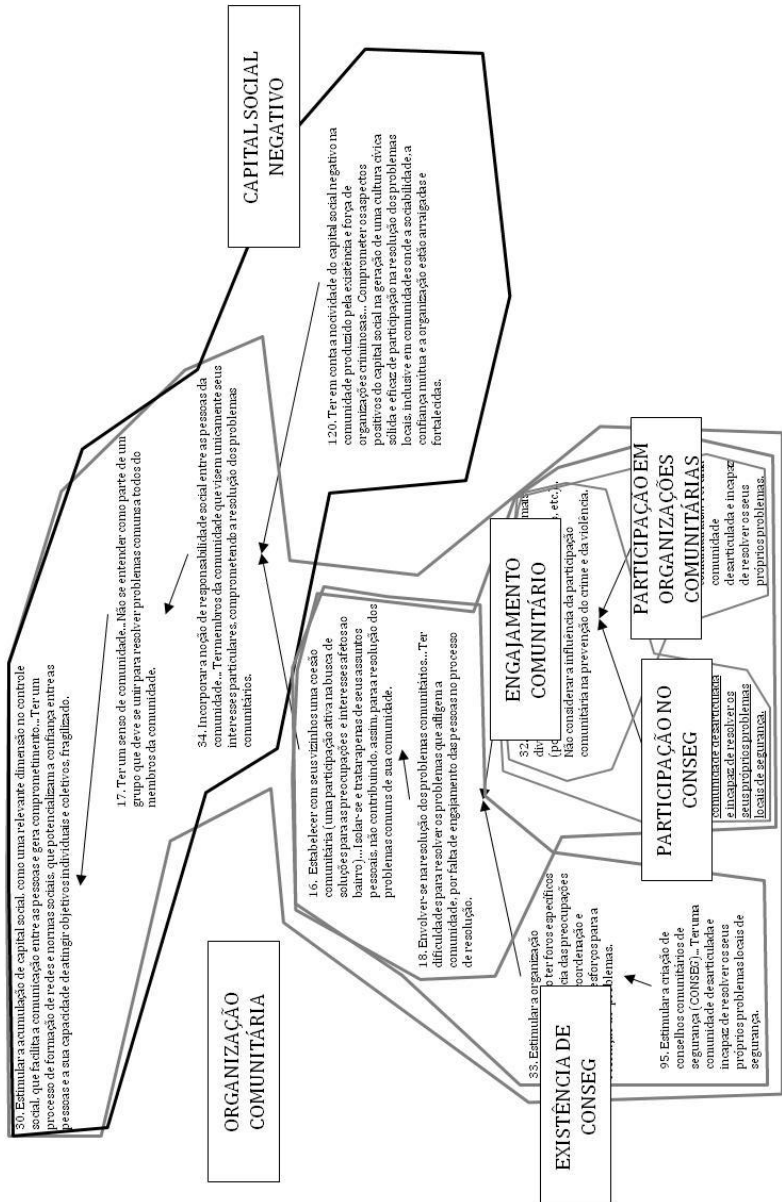 30. Estimular a acumulação de capital social, como uma relevante dimensão no controle
social, que facilita a comunicação entre as pessoas e gera comprometimento... Ter um
processo de formação de redes e normas sociais, que potencializam a confiança entre as
pessoas e a sua capacidade de atingir objetivos individuais e coletivos, fragilizado.
17. Ter um senso de comunidade... Não se entender como parte de um
grupo que deve se unir para resolver problemas comuns a todos do
membros da comunidade.
CAPITAL SOCIAL
NEGATIVO
34. Incorporar a noção de responsabilidade social entre as pessoas da
comunidade... Ter membros da comunidade que visem unicamente seus
interesses particulares, comprometendo a resolução dos problemas
comunitários.
ORGANIZAÇÃO
COMUNITÁRIA
16. Estabelecer com seus vizinhos uma coesão
comunitária (uma participação ativa na busca de
soluções para as preocupações e interesses afetos ao
bairro)... Isolar-se e tratar apenas de seus assuntos
pessoais, não contribuindo, assim, para a resolução dos
problemas comuns de sua comunidade.
120. Ter em conta a nocividade do capital social negativo na
comunidade produzido pela existência e força de
organizações criminosas... Comprometer os aspectos
positivos do capital social na geração de uma cultura cívica
sólida e eficaz de participação na resolução dos problemas
locais, inclusive em comunidades onde a sociabilidade, a
confiança mútua e a organização estão arraigadas e
fortalecidas.
18. Envolver-se na resolução dos problemas comunitários... Ter
dificuldades para resolver os problemas que afligem a
comunidade, por falta de engajamento das pessoas no processo
de resolução.
33. Estimular a organização
ter foros específicos
das preocupações
e
esforços para a
problemas.
EXISTÊNCIA DE
CONSEG
95. Estimular a criação de
conselhos comunitários de
segurança (CONSEG)... Ter uma
comunidade desarticulada e
incapaz de resolver os seus
próprios problemas locais de
segurança.
ENGAJAMENTO
COMUNITÁRIO
32.
etc.)...
Não considerar a influência da participação
comunitária na prevenção do crime e da violência.
PARTICIPAÇÃO NO
CONSEG
comunidade desarticulada
e incapaz de resolver os
seus próprios problemas
locais de segurança.
PARTICIPAÇÃO EM
ORGANIZAÇÕES
COMUNITÁRIAS
comunidade
desarticulada e incapaz
de resolver os seus
próprios problemas.